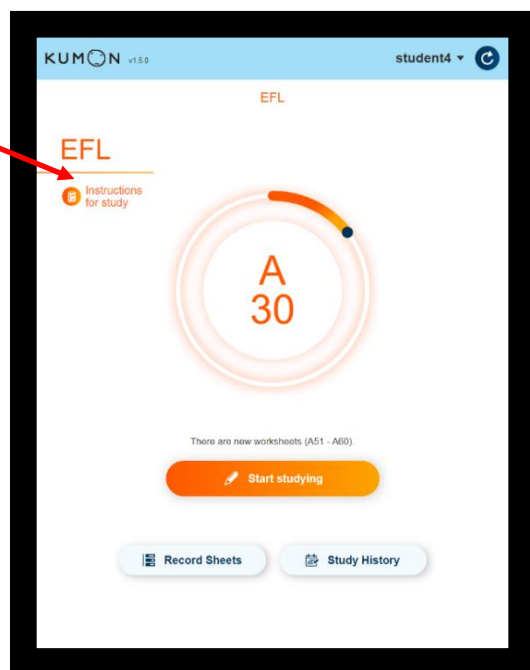 KUMON v1.5.0
student4
EFL
EFL
Instructions
for study
A
30
There are new worksheets (A51 - A60).
Start studying
Record Sheets
Study History